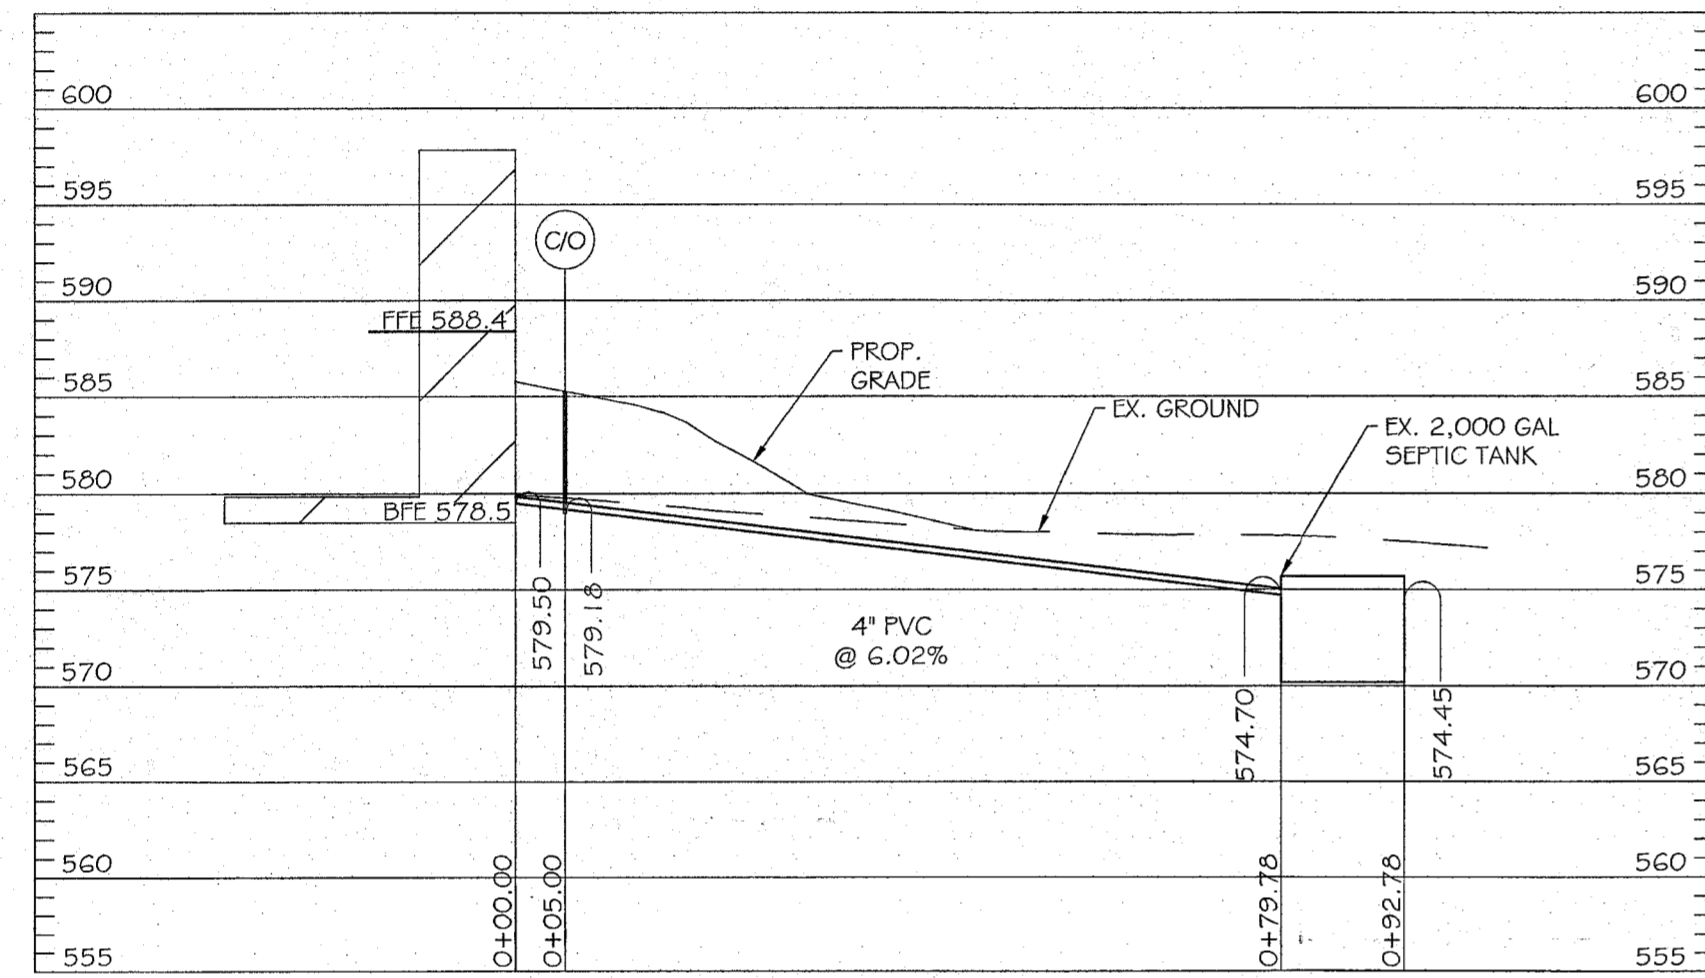 600 600
595 595
C/O
590 590
FFE 588.4
PROP.
GRADE
585 585
EX. GROUND
EX. 2,000 GAL
SEPTIC TANK
580 580
BFE 578.5
575 575
579.50
579.18
4" PVC
@ 6.02%
570 570
574.70
574.45
565 565
560 560
0+00.00
0+05.00
0+79.78
0+92.78
555 555